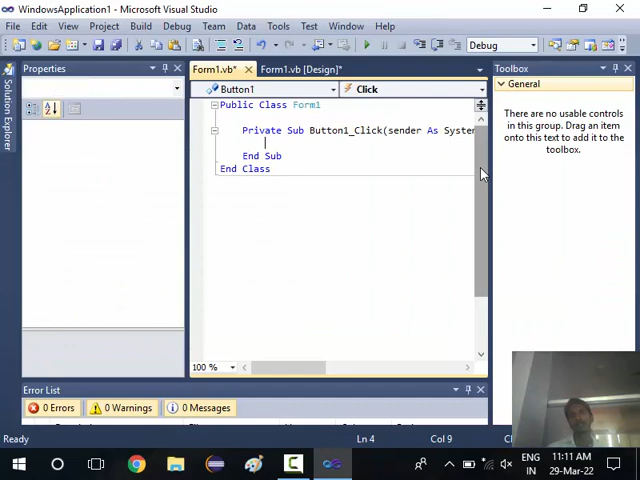 WindowsApplication1 - Microsoft Visual Studio
File Edit View Project Build Debug Team Data Tools Test Window Help
Debug
Solution Explorer
Properties
Form1.vb* Form1.vb [Design]*
Button1 Click
Public Class Form1
Private Sub Button1_Click(sender As System
End Sub
End Class
100 %
Toolbox
General
There are no usable controls
in this group. Drag an item
onto this text to add it to the
toolbox.
Error List
0 Errors 0 Warnings 0 Messages
Ready Ln 4 Col 9
ENG
IN
11:11 AM
29-Mar-22